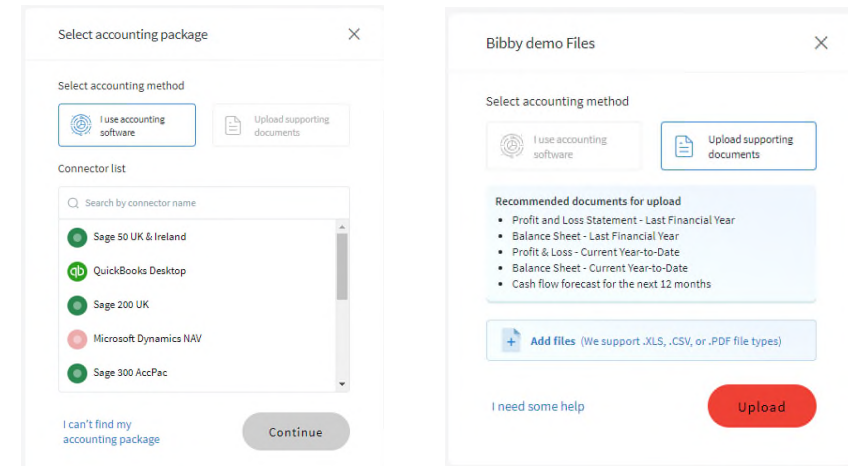 Select accounting package
Select accounting method
I use accounting
software
Upload supporting
documents
Connector list
Search by connector name
Sage 50 UK & Ireland
qb QuickBooks Desktop
Sage 200 UK
Microsoft Dynamics NAV
Sage 300 AccPac
I can't find my
accounting package
Continue
Bibby demo Files
Select accounting method
I use accounting
software
Upload supporting
documents
Recommended documents for upload
• Profit and Loss Statement - Last Financial Year
• Balance Sheet - Last Financial Year
• Profit & Loss - Current Year-to-Date
• Balance Sheet - Current Year-to-Date
• Cash flow forecast for the next 12 months
Add files (We support .XLS, .CSV, or .PDF file types)
I need some help
Upload